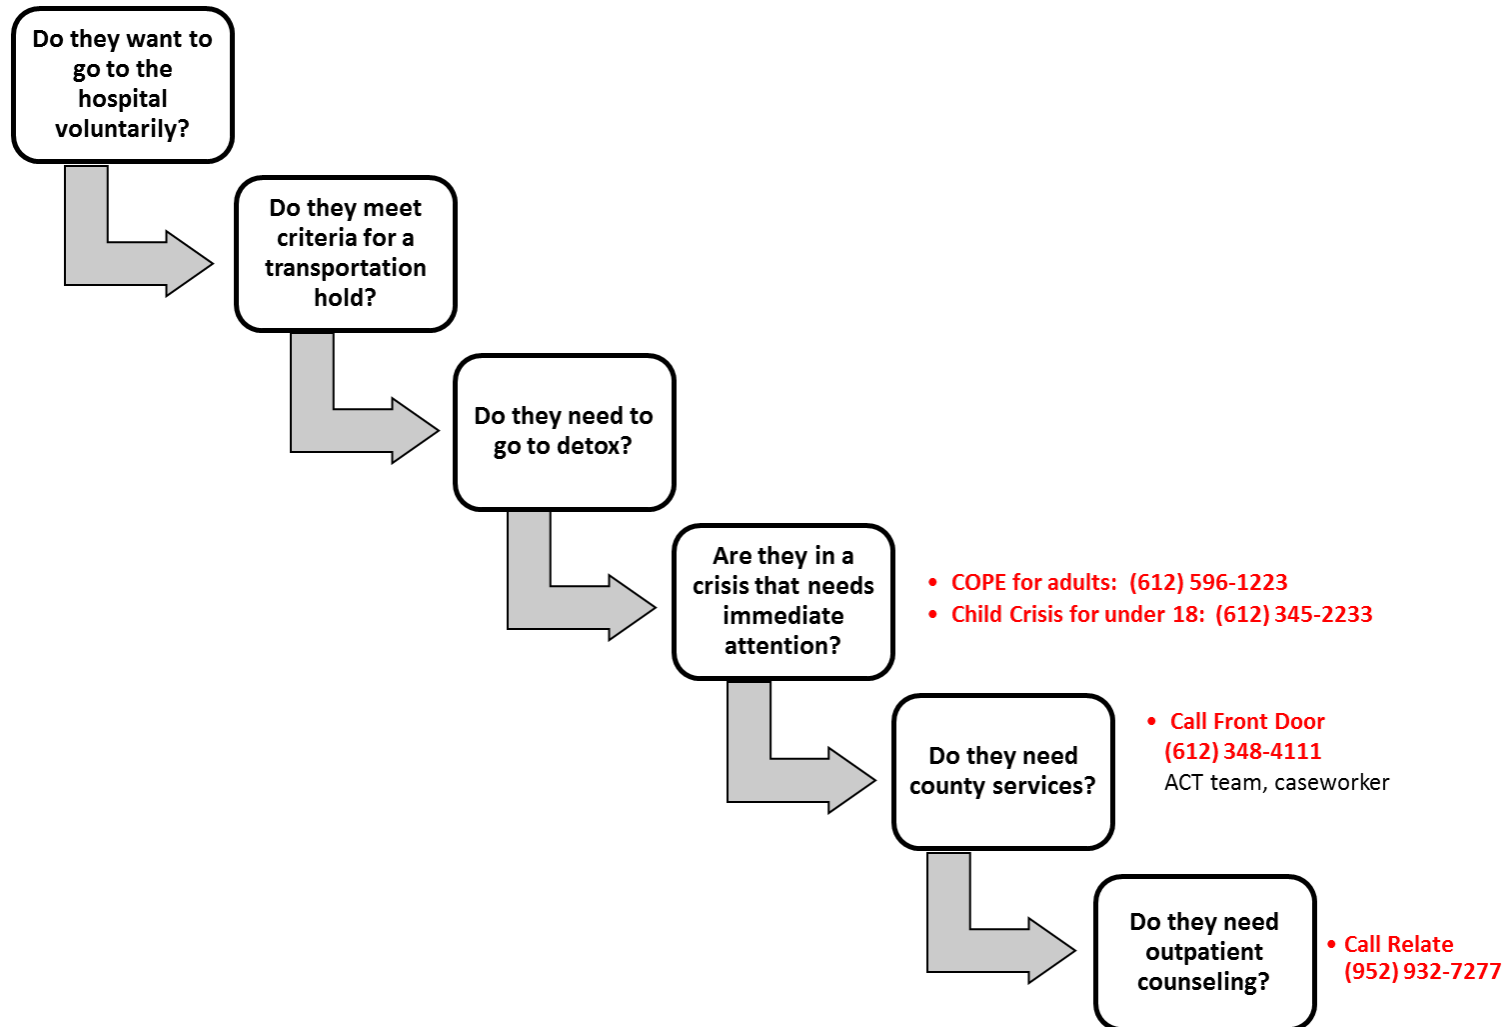 Do they want to
go to the
hospital
voluntarily?
Do they meet
criteria for a
transportation
hold?
Do they need to
go to detox?
Are they in a
crisis that needs
immediate
attention?
• COPE for adults:  (612) 596-1223
• Child Crisis for under 18:  (612) 345-2233
Do they need
county services?
• Call Front Door
(612) 348-4111
ACT team, caseworker
Do they need
outpatient
counseling?
• Call Relate
(952) 932-7277